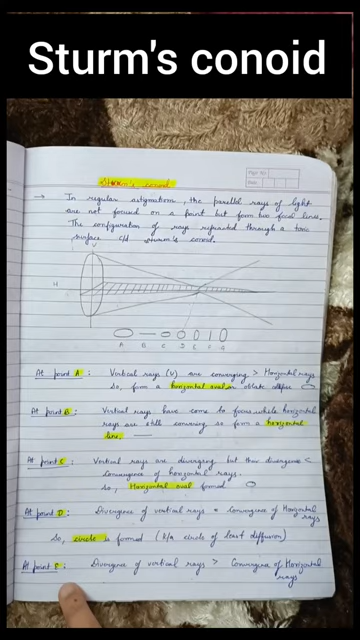 Sturm's conoid
Page No.
Date
Sturm's conoid
→ In regular astigmatism, the parallel rays of light
are not focused on a point but form two focal lines.
The configuration of rays refracted through a toric
surface c/d sturm's conoid.
V
H
A B C D E F G
At point A : Vertical rays (V) are converging > Horizontal rays
So, form a horizontal oval or oblate ellipse
At point B : Vertical rays have come to focus while horizontal
rays are still converging so form a horizontal
line.
At point C : Vertical rays are diverging but their divergence <
convergence of horizontal rays.
So, Horizontal oval formed
At point D : Divergence of vertical rays = Convergence of Horizontal
rays
So, circle is formed (k/a circle of least diffusion)
At point E : Divergence of vertical rays > Convergence of Horizontal
rays